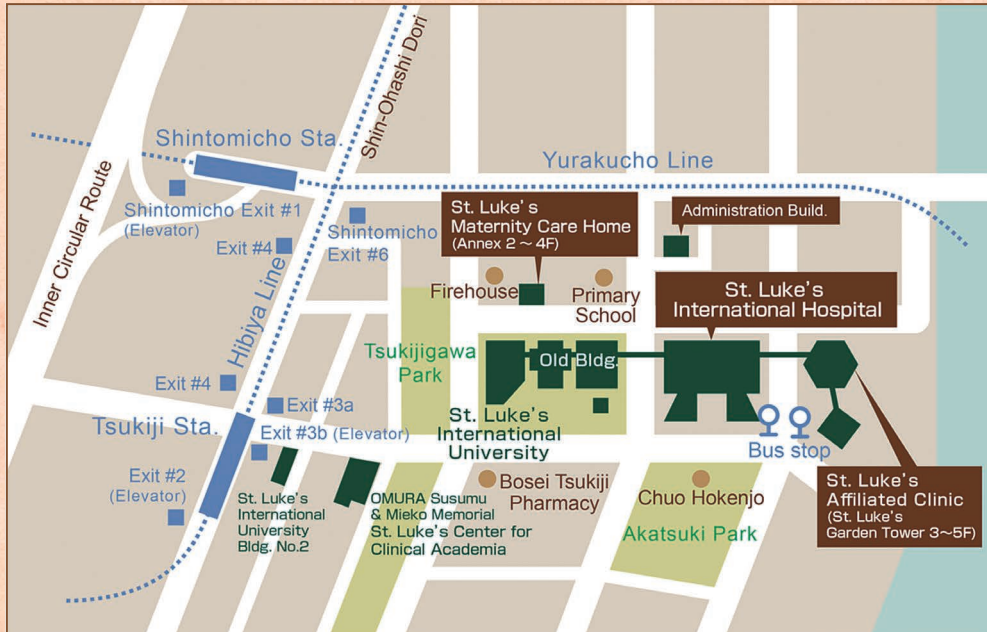 Shin-Ohashi Dori
Shintomicho Sta.
Yurakucho Line
Inner Circular Route
Shintomicho Exit #1
(Elevator)
Exit #4
Shintomicho
Exit #6
St. Luke's
Maternity Care Home
(Annex 2～4F)
Administration Build.
Hibiya Line
Firehouse
Primary
School
St. Luke's
International Hospital
Tsukijigawa
Park
Old Bldg.
Exit #4
Exit #3a
Tsukiji Sta.
Exit #3b (Elevator)
St. Luke's
International
University
Bus stop
Exit #2
(Elevator)
St. Luke's
International
University
Bldg. No.2
OMURA Susumu
& Mieko Memorial
St. Luke's Center for
Clinical Academia
Bosei Tsukiji
Pharmacy
Chuo Hokenjo
Akatsuki Park
St. Luke's
Affiliated Clinic
(St. Luke's
Garden Tower 3～5F)